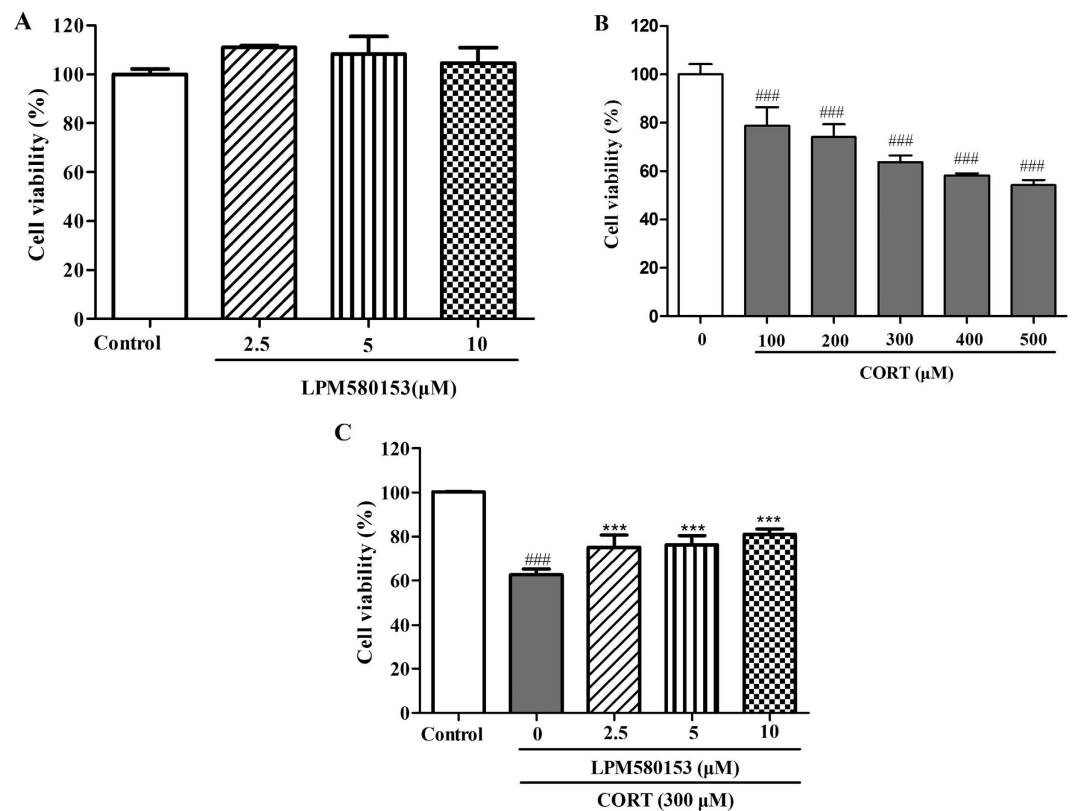 A
Cell viability (%)
120
100
80
60
40
20
0
Control 2.5 5 10
LPM580153(μM)
B
Cell viability (%)
120
100
80
60
40
20
0
###
###
###
###
###
0 100 200 300 400 500
CORT (μM)
C
Cell viability (%)
120
100
80
60
40
20
0
###
***
***
***
Control 0 2.5 5 10
LPM580153 (μM)
CORT (300 μM)